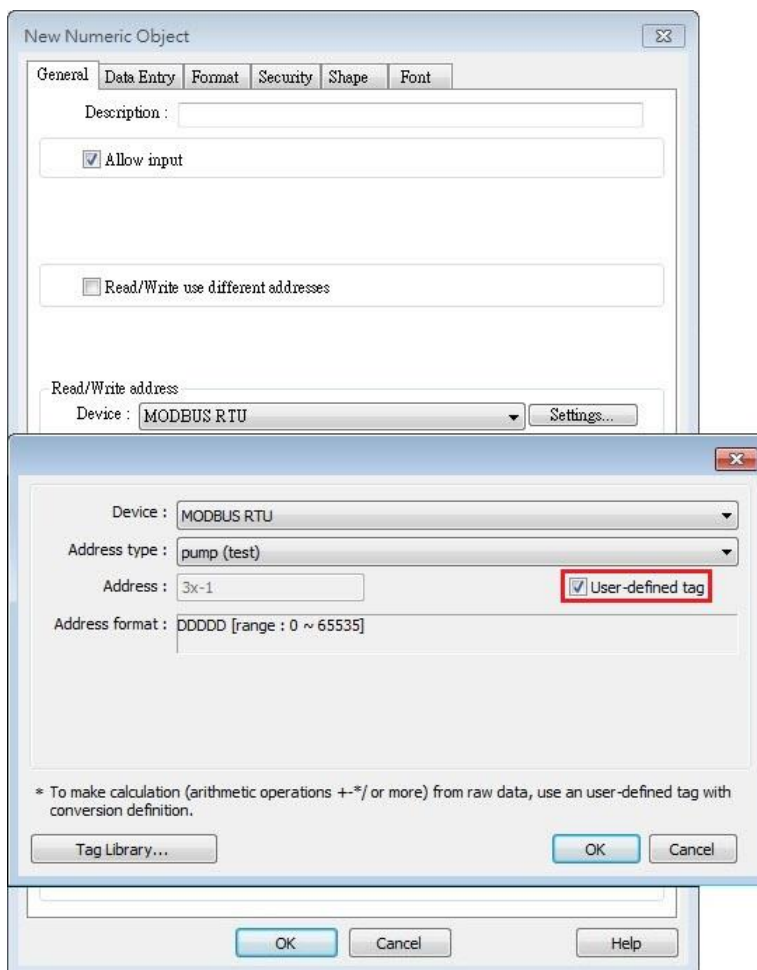 New Numeric Object
General Data Entry Format Security Shape Font
Description :
Allow input
Read/Write use different addresses
Read/Write address
Device : MODBUS RTU Settings...
Device : MODBUS RTU
Address type : pump (test)
Address : 3x-1 User-defined tag
Address format : DDDDD [range : 0 ~ 65535]
* To make calculation (arithmetic operations +-*/ or more) from raw data, use an user-defined tag with
conversion definition.
Tag Library... OK Cancel
OK Cancel Help